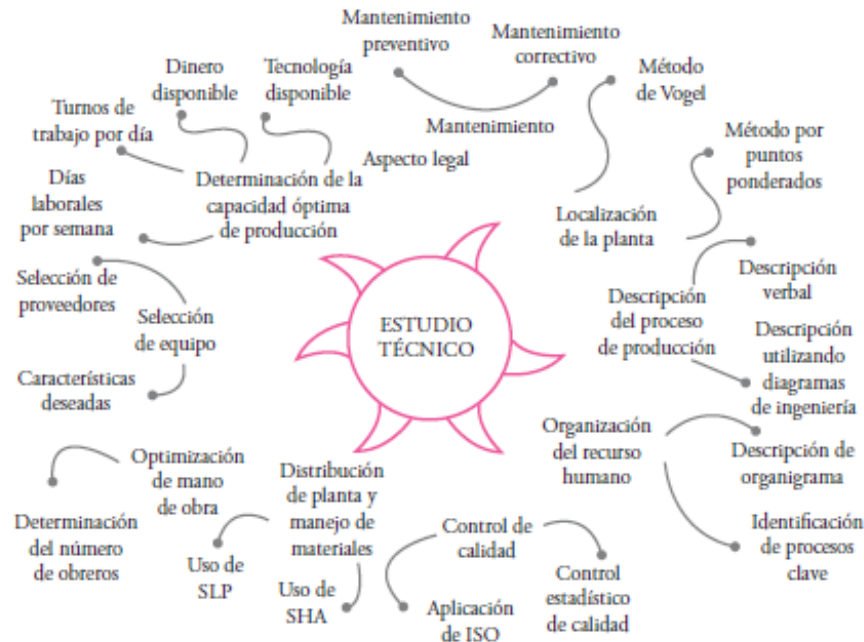 Mantenimiento
preventivo
Mantenimiento
correctivo
Dinero
disponible
Tecnología
disponible
Método
de Vogel
Turnos de
trabajo por día
Mantenimiento
Método por
puntos
ponderados
Aspecto legal
Días
laborales
por semana
Determinación de la
capacidad óptima
de producción
Localización
de la planta
Selección de
proveedores
Descripción
verbal
Selección
de equipo
ESTUDIO
TÉCNICO
Descripción
del proceso
de producción
Descripción
utilizando
diagramas
de ingeniería
Características
deseadas
Organización
del recurso
humano
Descripción de
organigrama
Optimización
de mano
de obra
Distribución
de planta y
manejo de
materiales
Determinación
del número
de obreros
Uso de
SLP
Control de
calidad
Identificación
de procesos
clave
Uso de
SHA
Aplicación
de ISO
Control
estadístico
de calidad